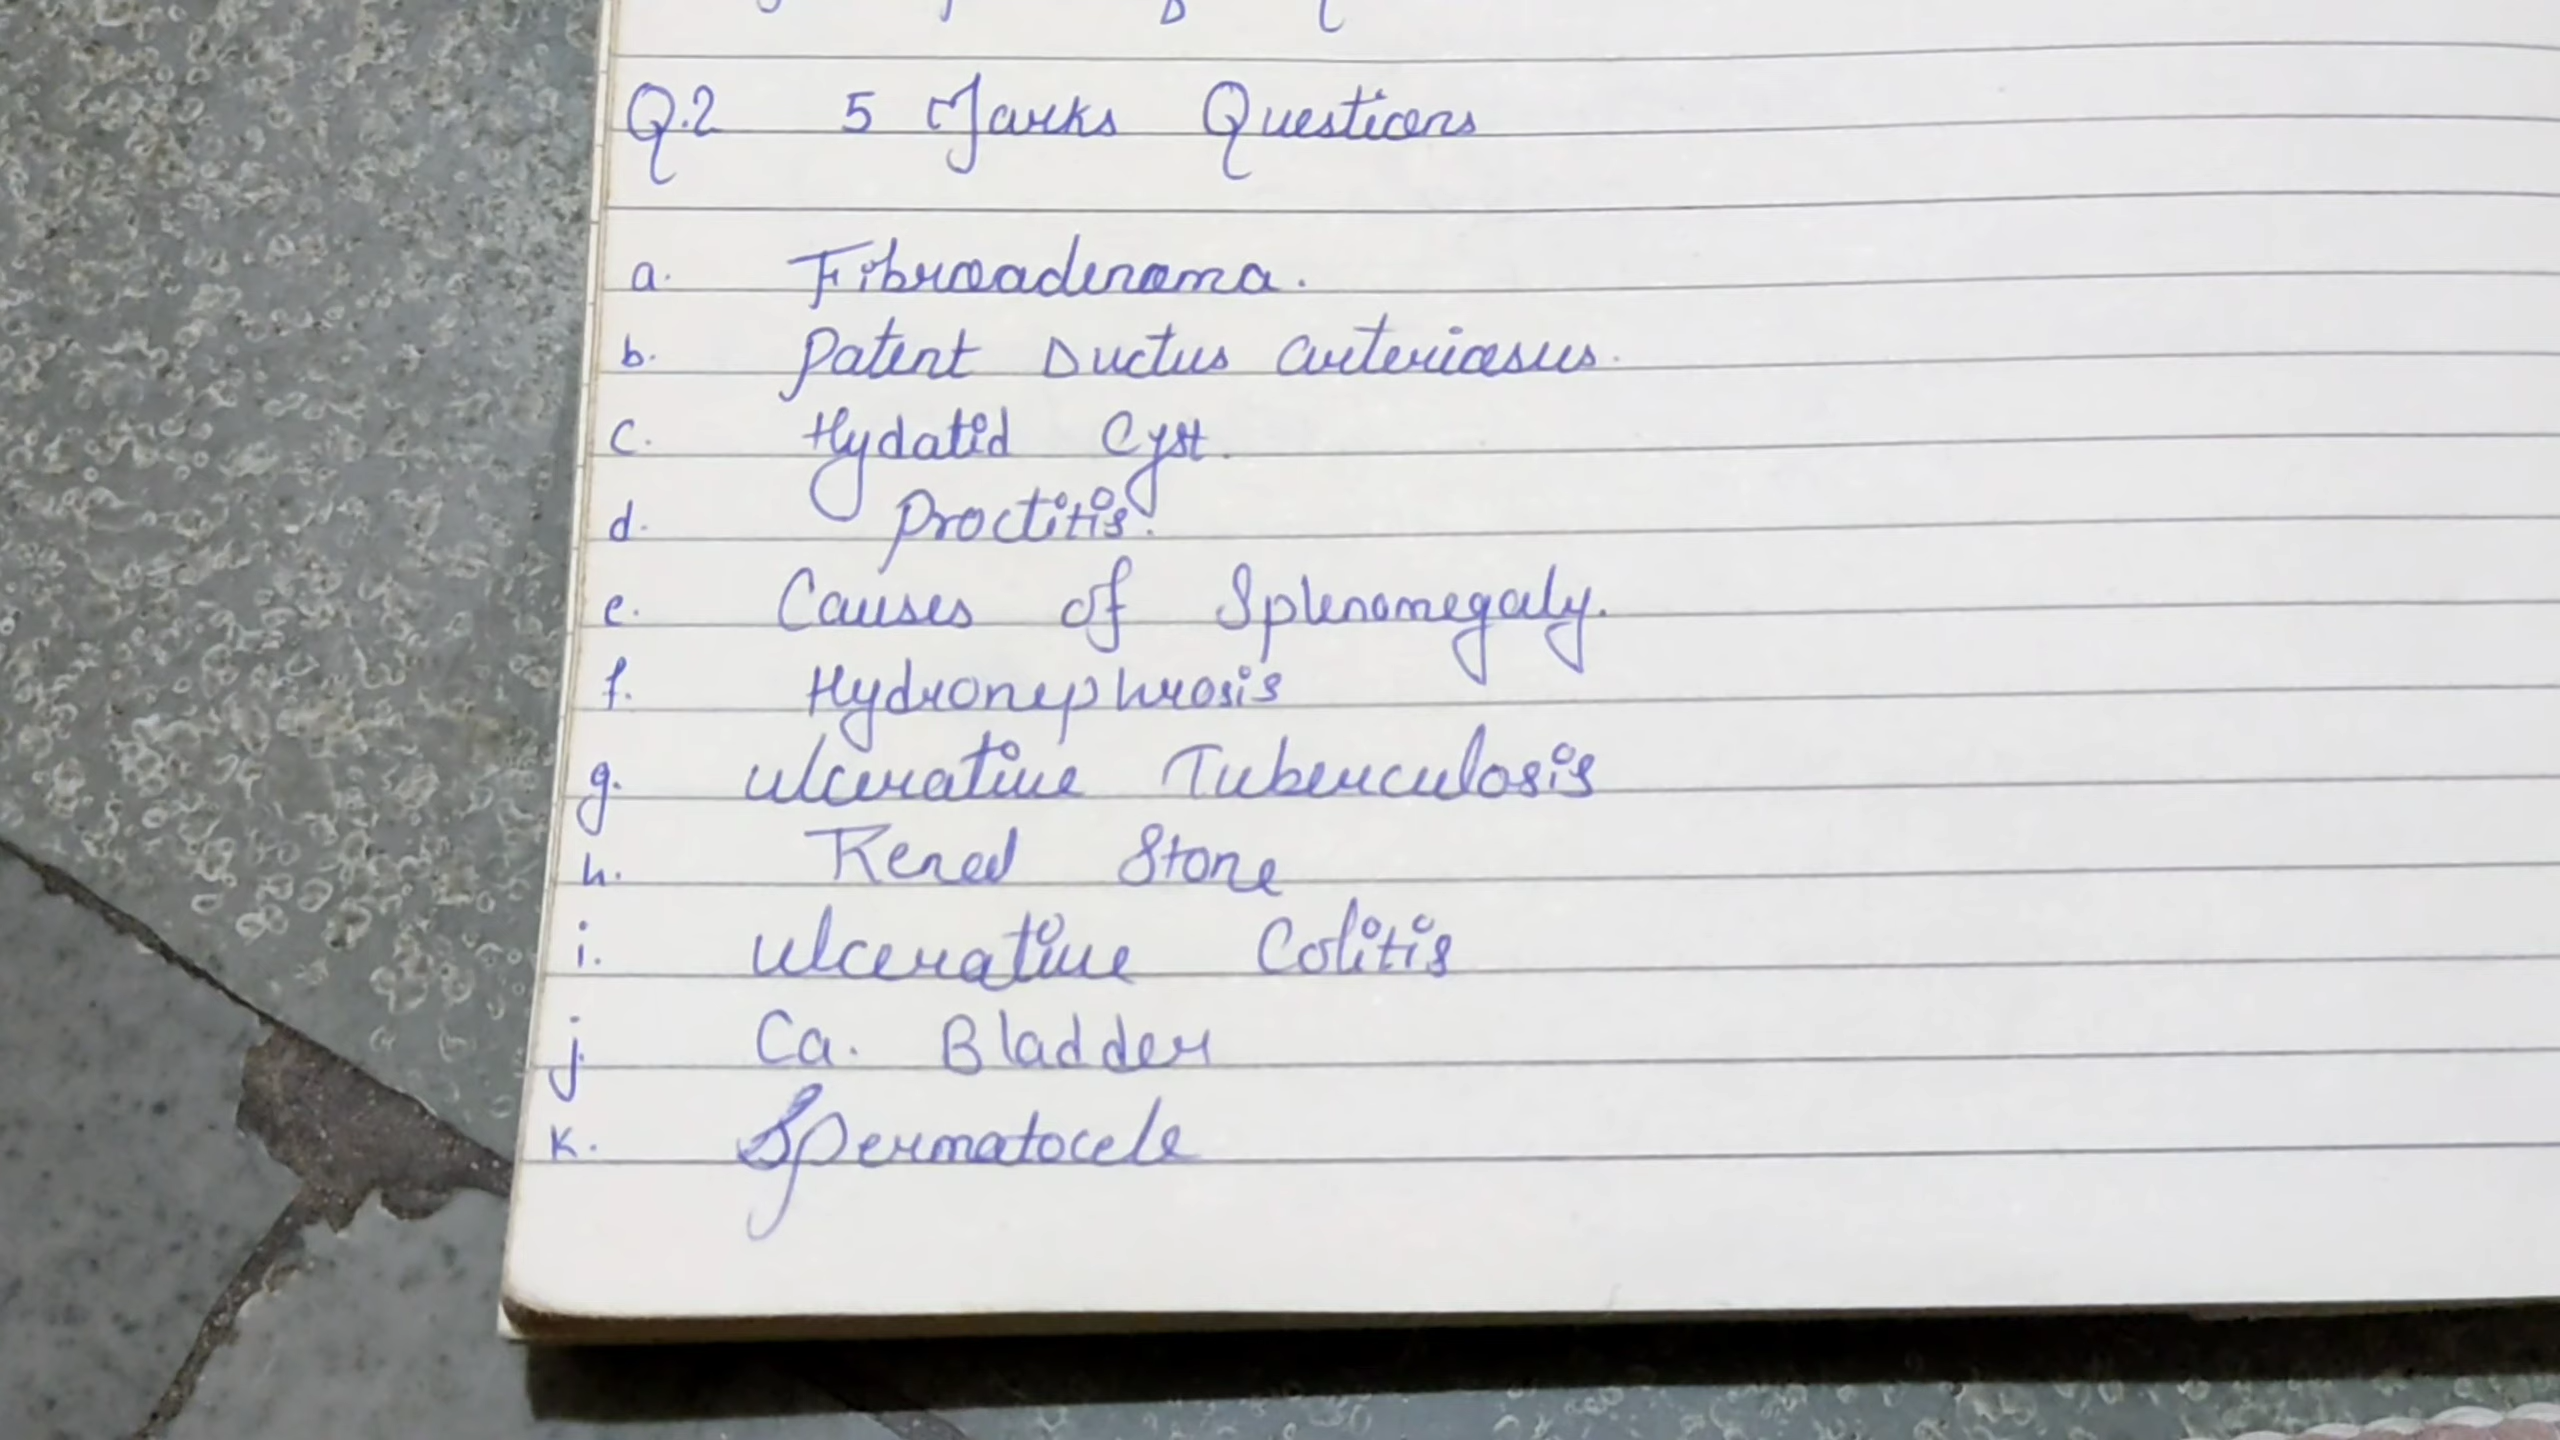 Q.2 5 Marks Questions
a. Fibroadenoma.
b. Patent Ductus arteriosus.
c. Hydatid Cyst.
d. Proctitis.
e. Causes of Splenomegaly.
f. Hydronephrosis
g. ulcerative Tuberculosis
h. Renal Stone
i. ulcerative Colitis
j. Ca. Bladder
k. Spermatocele